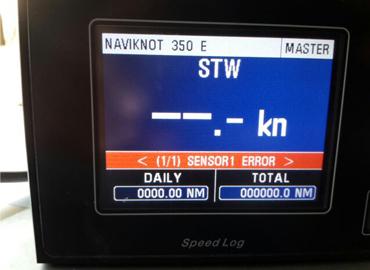 NAVIKNOT 350 E MASTER
STW
--.- kn
< (1/1) SENSOR1 ERROR >
DAILY TOTAL
0000.00 NM 000000.0 NM
Speed Log